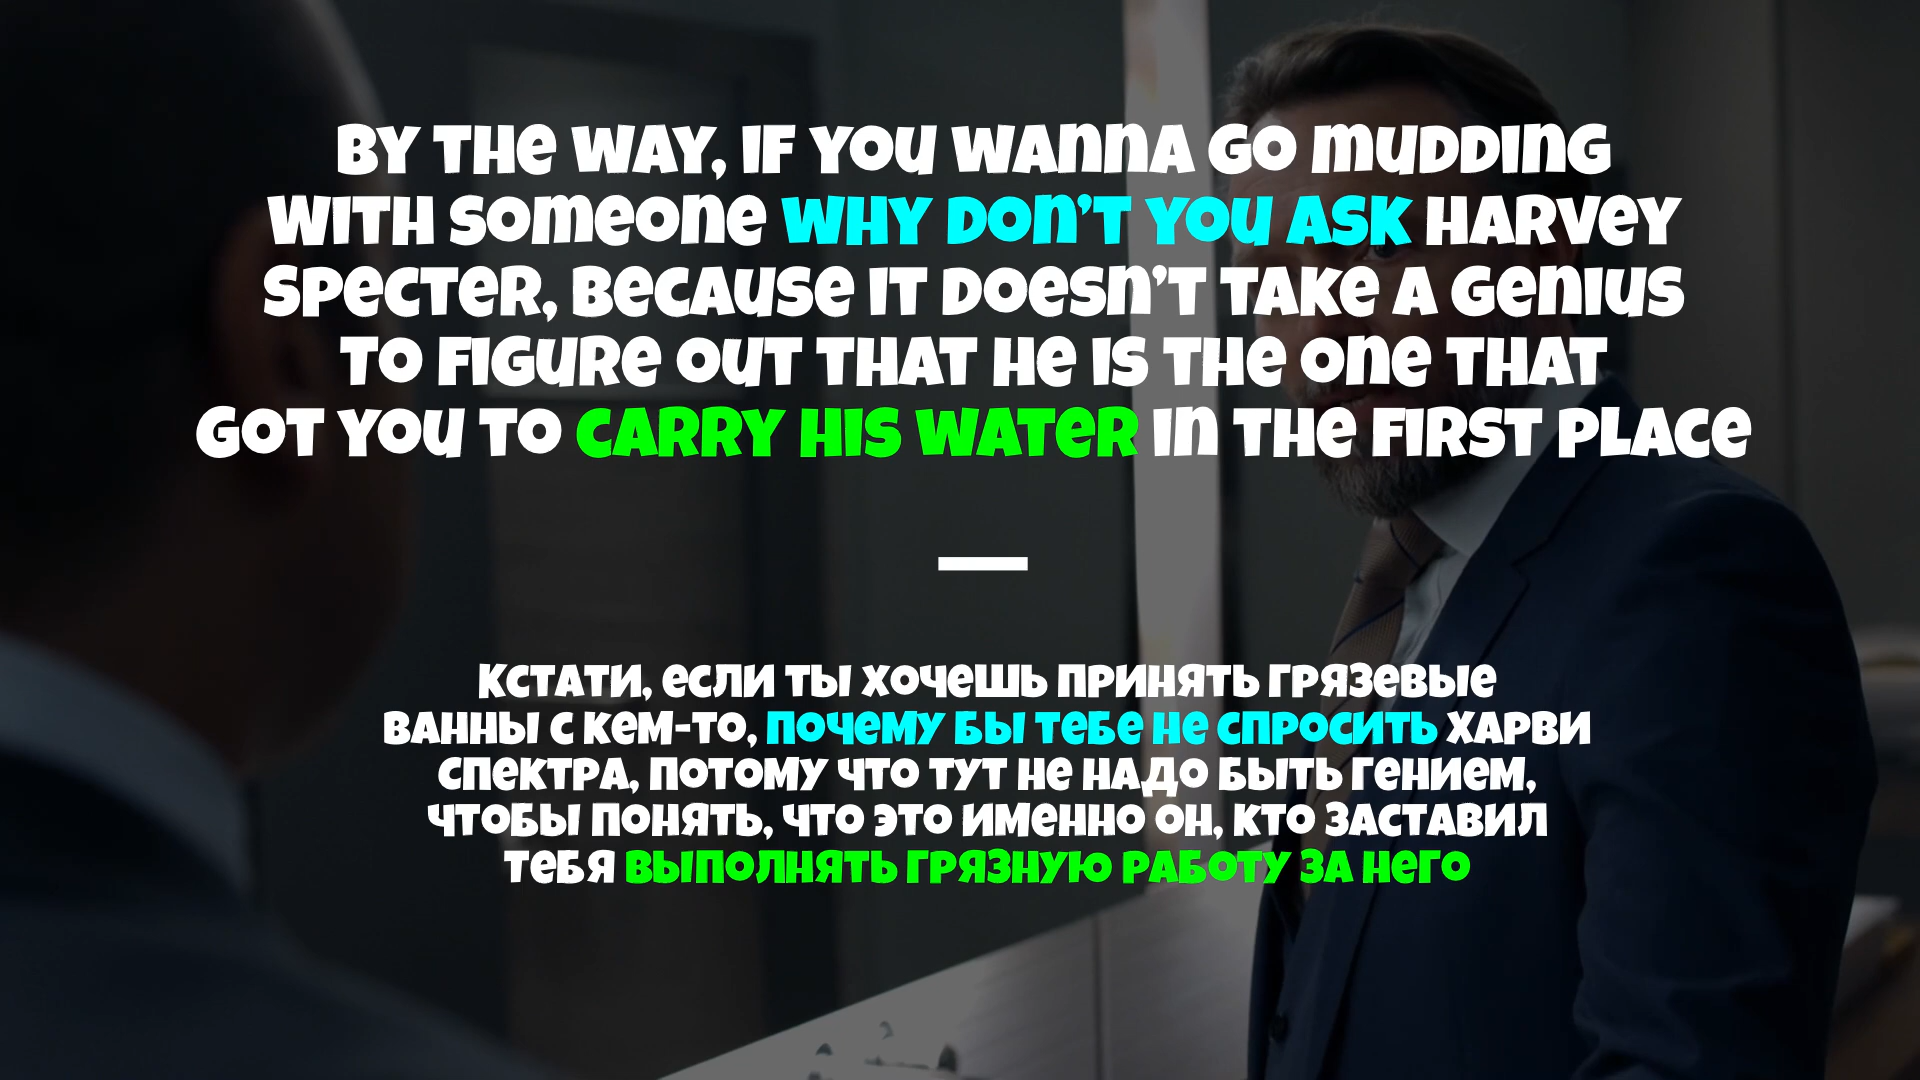 BY THE WAY, IF YOU WANNA GO MUDDING
WITH SOMEONE WHY DON'T YOU ASK HARVEY
SPECTER, BECAUSE IT DOESN'T TAKE A GENIUS
TO FIGURE OUT THAT HE IS THE ONE THAT
GOT YOU TO CARRY HIS WATER IN THE FIRST PLACE
—
КСТАТИ, ЕСЛИ ТЫ ХОЧЕШЬ ПРИНЯТЬ ГРЯЗЕВЫЕ
ВАННЫ С КЕМ-ТО, ПОЧЕМУ БЫ ТЕБЕ НЕ СПРОСИТЬ ХАРВИ
СПЕКТРА, ПОТОМУ ЧТО ТУТ НЕ НАДО БЫТЬ ГЕНИЕМ,
ЧТОБЫ ПОНЯТЬ, ЧТО ЭТО ИМЕННО ОН, КТО ЗАСТАВИЛ
ТЕБЯ ВЫПОЛНЯТЬ ГРЯЗНУЮ РАБОТУ ЗА НЕГО